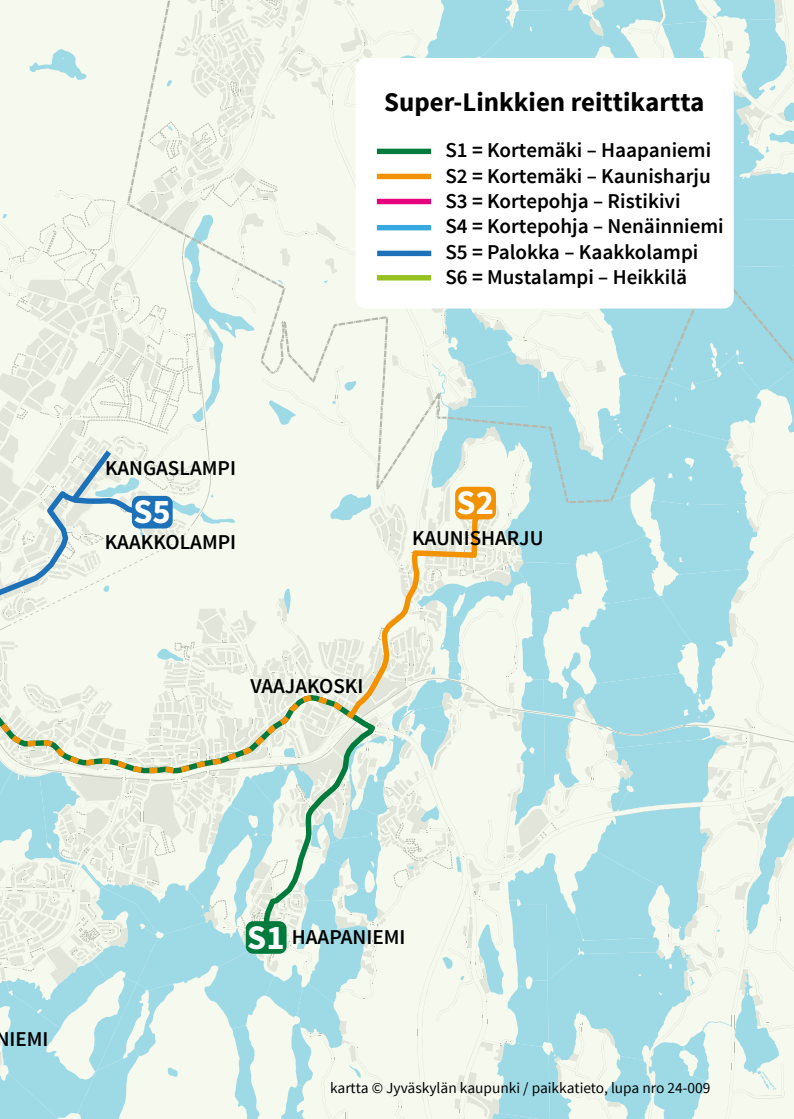 Super-Linkkien reittikartta
S1 = Kortemäki – Haapaniemi
S2 = Kortemäki – Kaunisharju
S3 = Kortepohja – Ristikivi
S4 = Kortepohja – Nenäinniemi
S5 = Palokka – Kaakkolampi
S6 = Mustalampi – Heikkilä
KANGASLAMPI
S5
KAAKKOLAMPI
S2
KAUNISHARJU
VAAJAKOSKI
S1 HAAPANIEMI
NIEMI
kartta © Jyväskylän kaupunki / paikkatieto, lupa nro 24-009